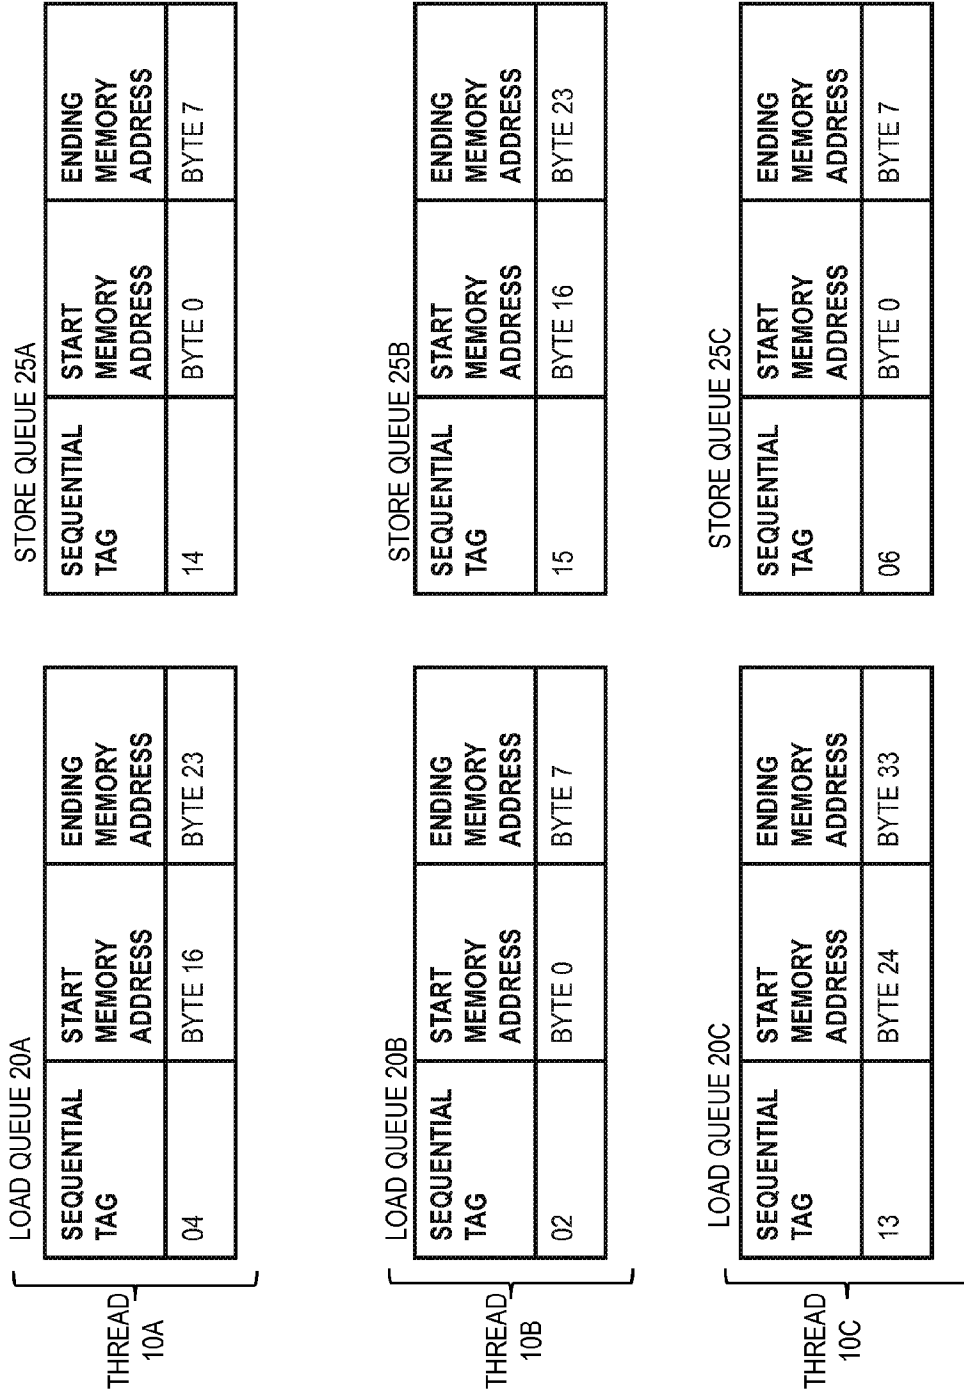 THREAD
10A
LOAD QUEUE 20A
SEQUENTIAL
TAG
START
MEMORY
ADDRESS
ENDING
MEMORY
ADDRESS
04
BYTE 16
BYTE 23
STORE QUEUE 25A
SEQUENTIAL
TAG
START
MEMORY
ADDRESS
ENDING
MEMORY
ADDRESS
14
BYTE 0
BYTE 7
THREAD
10B
LOAD QUEUE 20B
SEQUENTIAL
TAG
START
MEMORY
ADDRESS
ENDING
MEMORY
ADDRESS
02
BYTE 0
BYTE 7
STORE QUEUE 25B
SEQUENTIAL
TAG
START
MEMORY
ADDRESS
ENDING
MEMORY
ADDRESS
15
BYTE 16
BYTE 23
THREAD
10C
LOAD QUEUE 20C
SEQUENTIAL
TAG
START
MEMORY
ADDRESS
ENDING
MEMORY
ADDRESS
13
BYTE 24
BYTE 33
STORE QUEUE 25C
SEQUENTIAL
TAG
START
MEMORY
ADDRESS
ENDING
MEMORY
ADDRESS
06
BYTE 0
BYTE 7